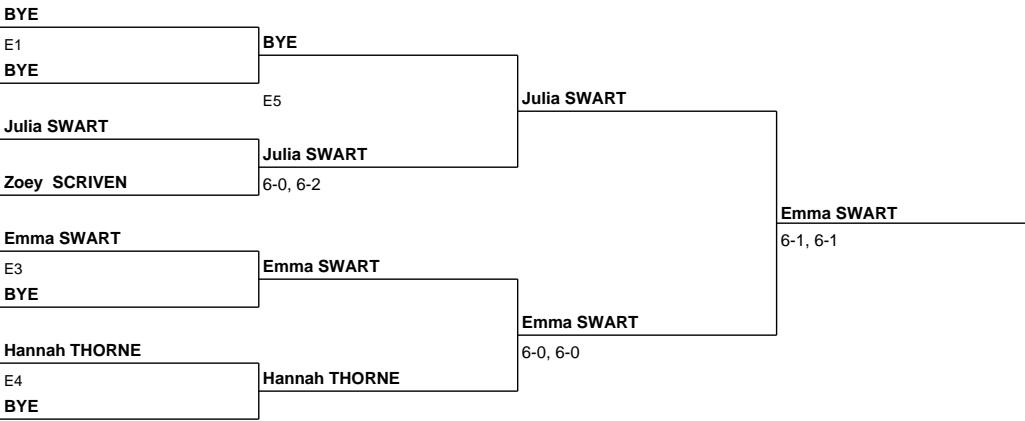 BYE
E1
BYE
BYE
E5
Julia SWART
Julia SWART
Julia SWART
Zoey  SCRIVEN
6-0, 6-2
Emma SWART
6-1, 6-1
Emma SWART
E3
Emma SWART
BYE
Emma SWART
6-0, 6-0
Hannah THORNE
E4
Hannah THORNE
BYE